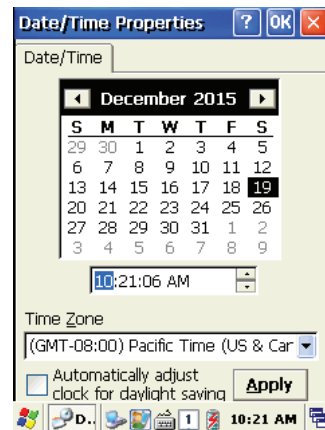 Date/Time Properties ? OK ×
Date/Time
December 2015
S M T W T F S
29 30 1 2 3 4 5
6 7 8 9 10 11 12
13 14 15 16 17 18 19
20 21 22 23 24 25 26
27 28 29 30 31 1 2
3 4 5 6 7 8 9
10:21:06 AM
Time Zone
(GMT-08:00) Pacific Time (US & Car
Automatically adjust
clock for daylight saving
Apply
D.. 1 10:21 AM